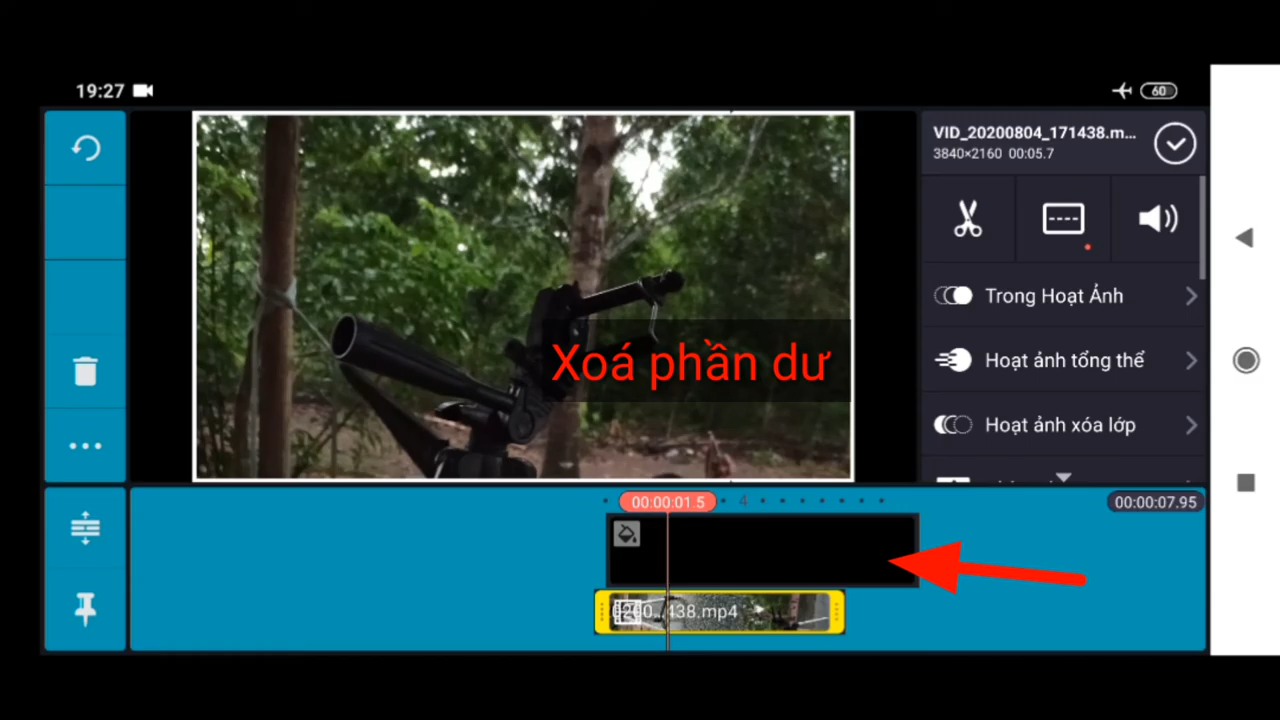 19:27
60
VID_20200804_171438.m...
3840×2160 00:05.7
Trong Hoạt Ảnh
Hoạt ảnh tổng thể
Xoá phần dư
Hoạt ảnh xóa lớp
00:00:01.5
4
00:00:07.95
0200...438.mp4